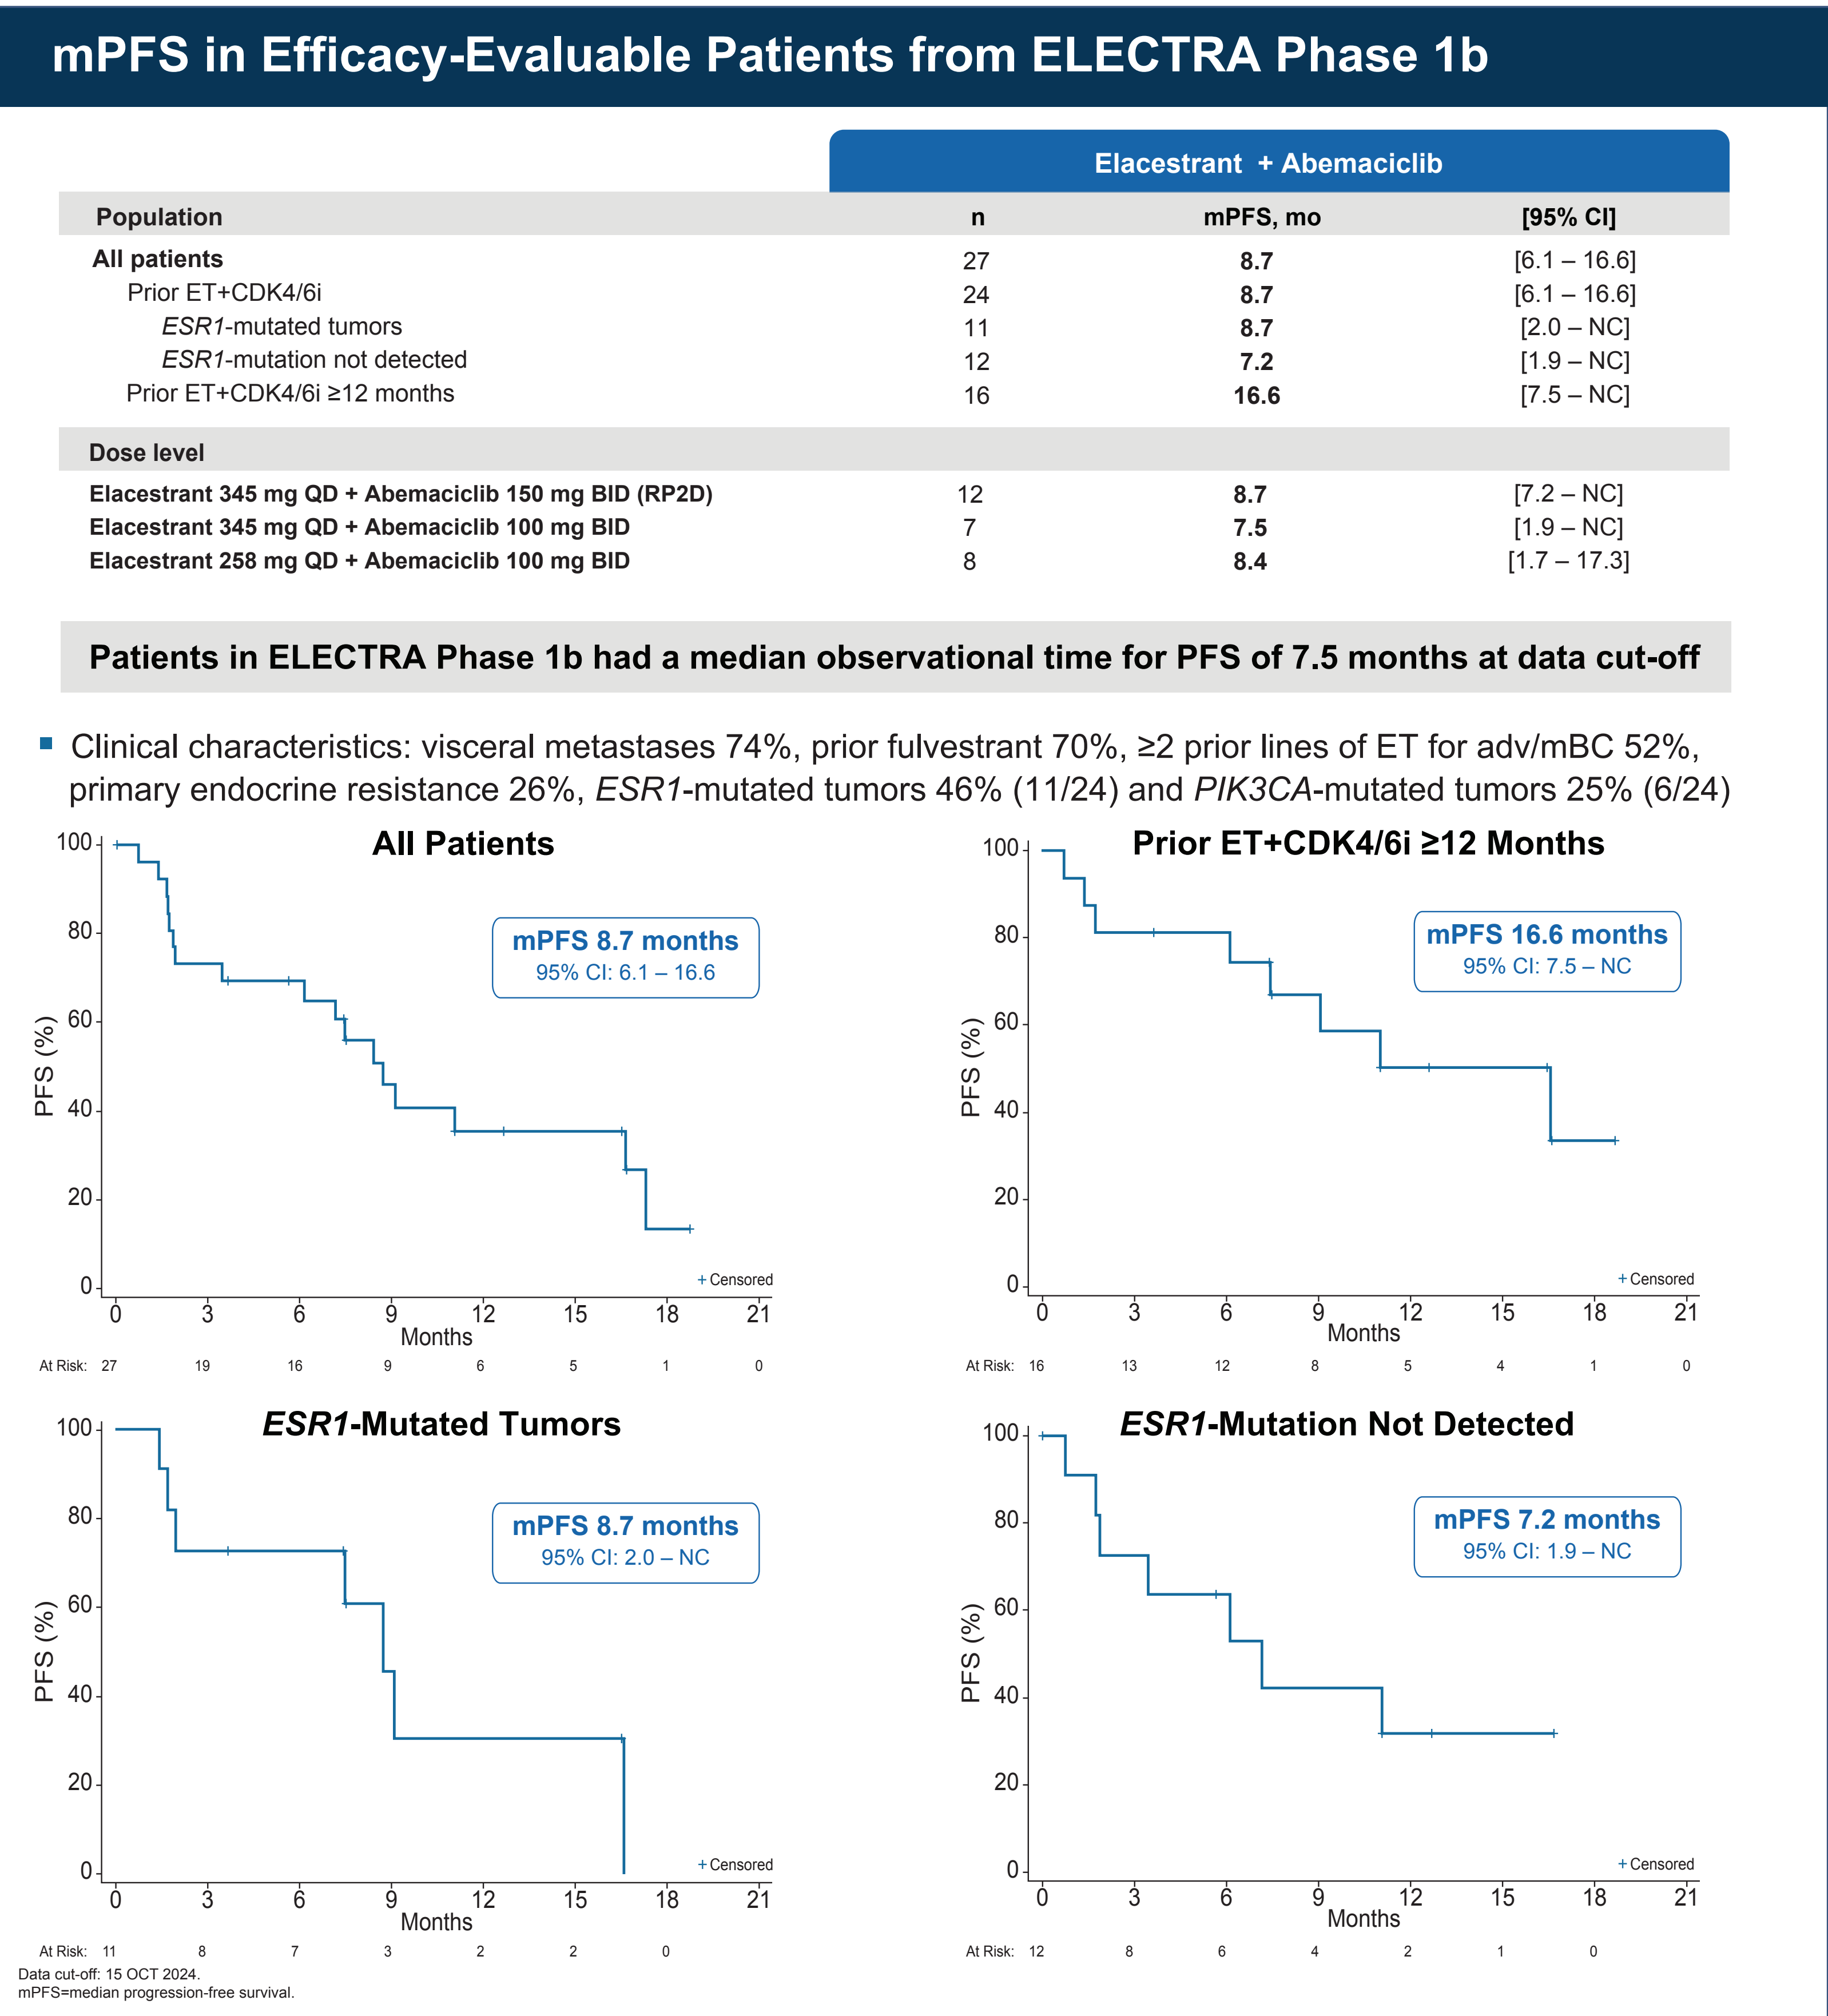 mPFS in Efficacy-Evaluable Patients from ELECTRA Phase 1b
Elacestrant + Abemaciclib
Population n mPFS, mo [95% CI]
All patients 27 8.7 [6.1 – 16.6]
Prior ET+CDK4/6i 24 8.7 [6.1 – 16.6]
ESR1-mutated tumors 11 8.7 [2.0 – NC]
ESR1-mutation not detected 12 7.2 [1.9 – NC]
Prior ET+CDK4/6i ≥12 months 16 16.6 [7.5 – NC]
Dose level
Elacestrant 345 mg QD + Abemaciclib 150 mg BID (RP2D) 12 8.7 [7.2 – NC]
Elacestrant 345 mg QD + Abemaciclib 100 mg BID 7 7.5 [1.9 – NC]
Elacestrant 258 mg QD + Abemaciclib 100 mg BID 8 8.4 [1.7 – 17.3]
Patients in ELECTRA Phase 1b had a median observational time for PFS of 7.5 months at data cut-off
▪ Clinical characteristics: visceral metastases 74%, prior fulvestrant 70%, ≥2 prior lines of ET for adv/mBC 52%,
primary endocrine resistance 26%, ESR1-mutated tumors 46% (11/24) and PIK3CA-mutated tumors 25% (6/24)
All Patients
mPFS 8.7 months
95% CI: 6.1 – 16.6
PFS (%)
100
80
60
40
20
0
+ Censored
0 3 6 9 12 15 18 21
Months
At Risk: 27 19 16 9 6 5 1 0
Prior ET+CDK4/6i ≥12 Months
mPFS 16.6 months
95% CI: 7.5 – NC
PFS (%)
100
80
60
40
20
0
+ Censored
0 3 6 9 12 15 18 21
Months
At Risk: 16 13 12 8 5 4 1 0
ESR1-Mutated Tumors
mPFS 8.7 months
95% CI: 2.0 – NC
PFS (%)
100
80
60
40
20
0
+ Censored
0 3 6 9 12 15 18 21
Months
At Risk: 11 8 7 3 2 2 0
ESR1-Mutation Not Detected
mPFS 7.2 months
95% CI: 1.9 – NC
PFS (%)
100
80
60
40
20
0
+ Censored
0 3 6 9 12 15 18 21
Months
At Risk: 12 8 6 4 2 1 0
Data cut-off: 15 OCT 2024.
mPFS=median progression-free survival.